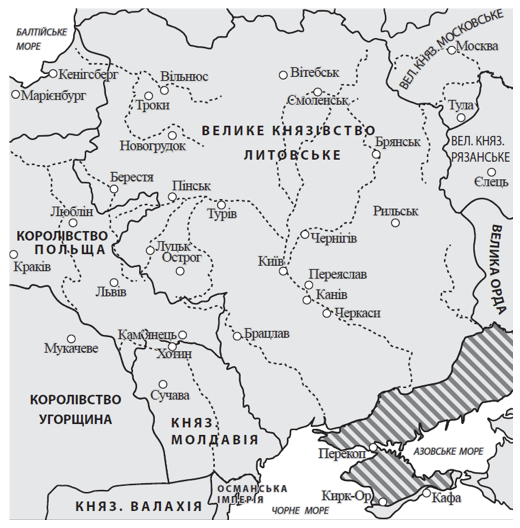 БАЛТІЙСЬКЕ
МОРЕ
ВЕЛ. КНЯЗ. МОСКОВСЬКЕ
Москва
Кенігсберг
Вільнюс
Вітебськ
Марієнбург
Троки
Смоленськ
Тула
ВЕЛИКЕ КНЯЗІВСТВО
ЛИТОВСЬКЕ
Новогрудок
Брянськ
ВЕЛ. КНЯЗ.
РЯЗАНСЬКЕ
Єлець
Берестя
Пінськ
Люблін
Турів
Рильськ
КОРОЛІВСТВО
ПОЛЬЩА
Луцьк
Острог
Чернігів
ВЕЛИКА ОРДА
Краків
Київ
Переяслав
Львів
Канів
Черкаси
Мукачеве
Кам'янець
Хотин
Брацлав
Сучава
КОРОЛІВСТВО
УГОРЩИНА
КНЯЗ.
МОЛДАВІЯ
Перекоп
АЗОВСЬКЕ МОРЕ
ОСМАНСЬКА
ІМПЕРІЯ
КНЯЗ. ВАЛАХІЯ
Кирк-Ор
Кафа
ЧОРНЕ МОРЕ